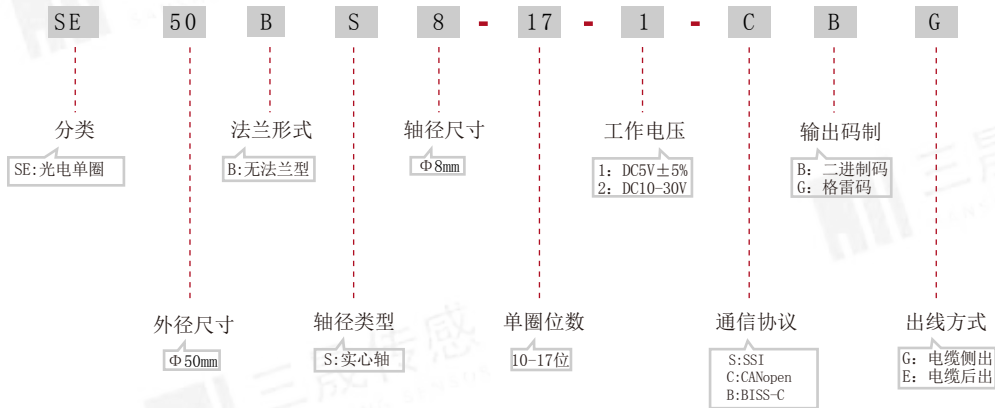 SE 50 B S 8 - 17 - 1 - C B G
分类 法兰形式 轴径尺寸 工作电压 输出码制
SE:光电单圈
B:无法兰型
Φ8mm
1: DC5V±5%
2: DC10-30V
B: 二进制码
G: 格雷码
外径尺寸 轴径类型 单圈位数 通信协议 出线方式
Φ50mm
S:实心轴
10-17位
S:SSI
C:CANopen
B:BISS-C
G: 电缆侧出
E: 电缆后出
三晟传感